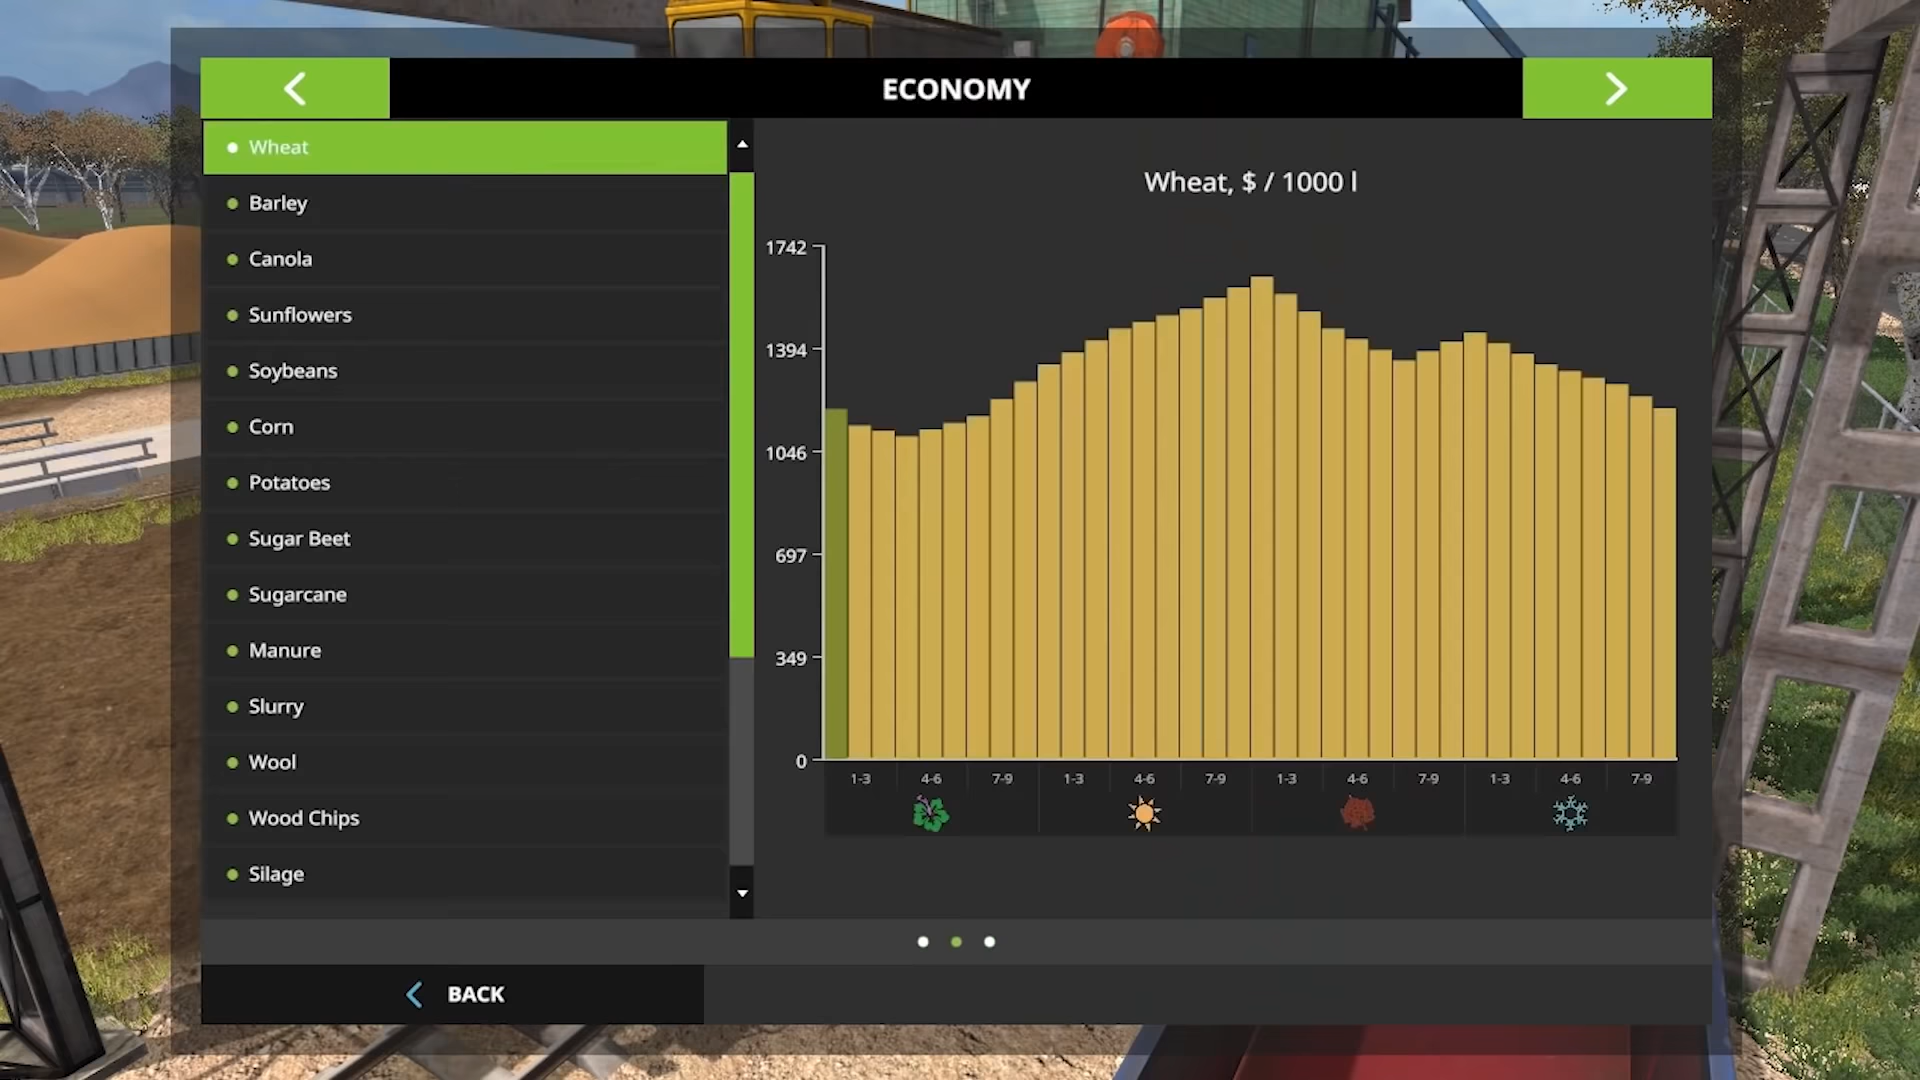 ECONOMY
Wheat
Barley
Canola
Sunflowers
Soybeans
Corn
Potatoes
Sugar Beet
Sugarcane
Manure
Slurry
Wool
Wood Chips
Silage
Wheat, $ / 1000 l
1742
1394
1046
697
349
0
1-3 4-6 7-9 1-3 4-6 7-9 1-3 4-6 7-9 1-3 4-6 7-9
BACK